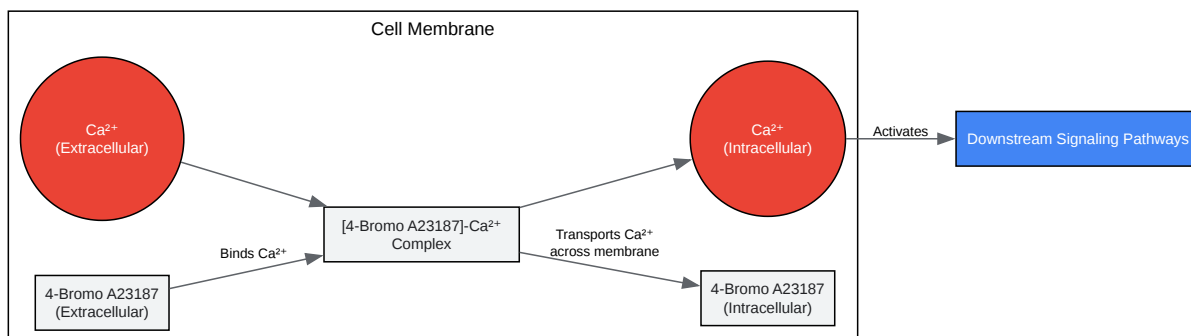 Cell Membrane
Ca²⁺
(Extracellular)
Ca²⁺
(Intracellular)
Activates
Downstream Signaling Pathways
[4-Bromo A23187]-Ca²⁺
Complex
Binds Ca²⁺
Transports Ca²⁺
across membrane
4-Bromo A23187
(Extracellular)
4-Bromo A23187
(Intracellular)